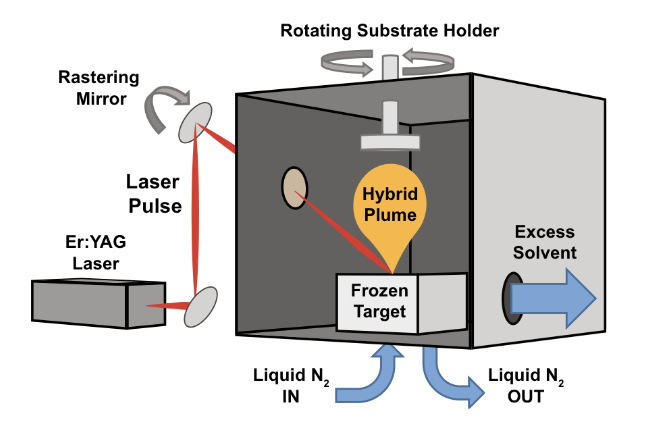 Rotating Substrate Holder
Rastering
Mirror
Laser
Pulse
Er:YAG
Laser
Hybrid
Plume
Frozen
Target
Excess
Solvent
Liquid N₂
IN
Liquid N₂
OUT